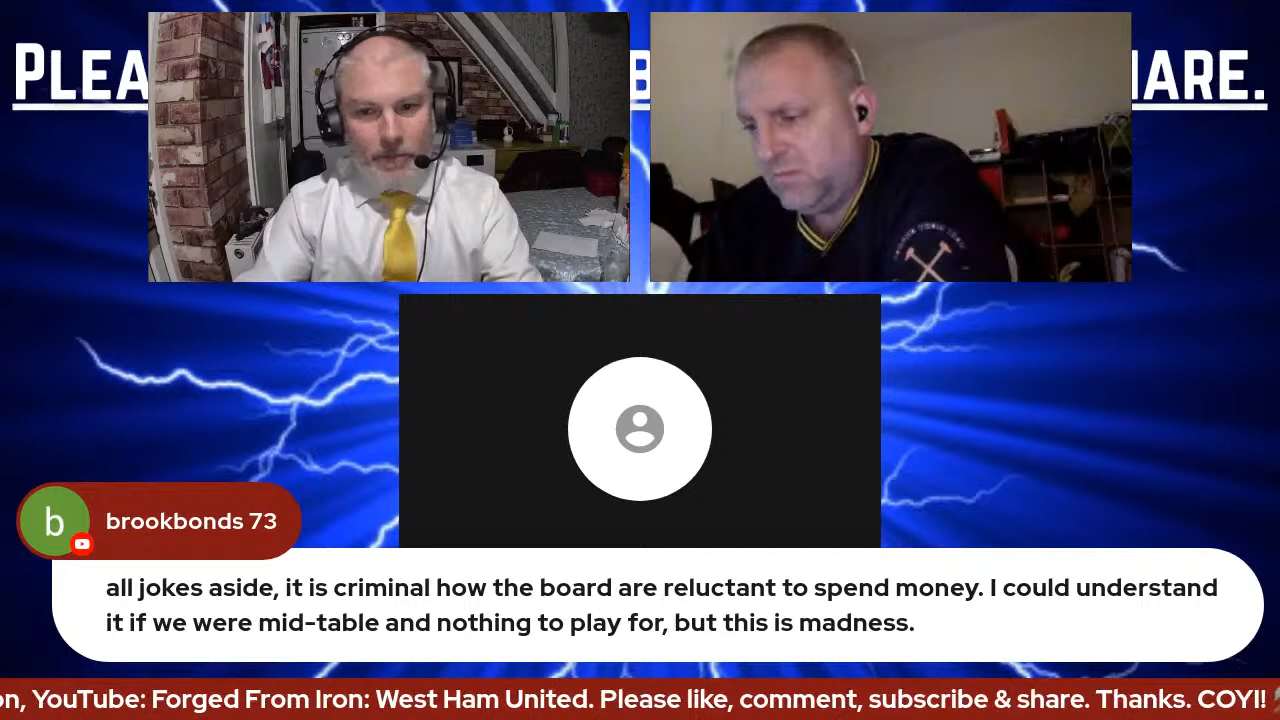 PLEA B HARE.
b brookbonds 73
all jokes aside, it is criminal how the board are reluctant to spend money. I could understand
it if we were mid-table and nothing to play for, but this is madness.
on, YouTube: Forged From Iron: West Ham United. Please like, comment, subscribe & share. Thanks. COYI!